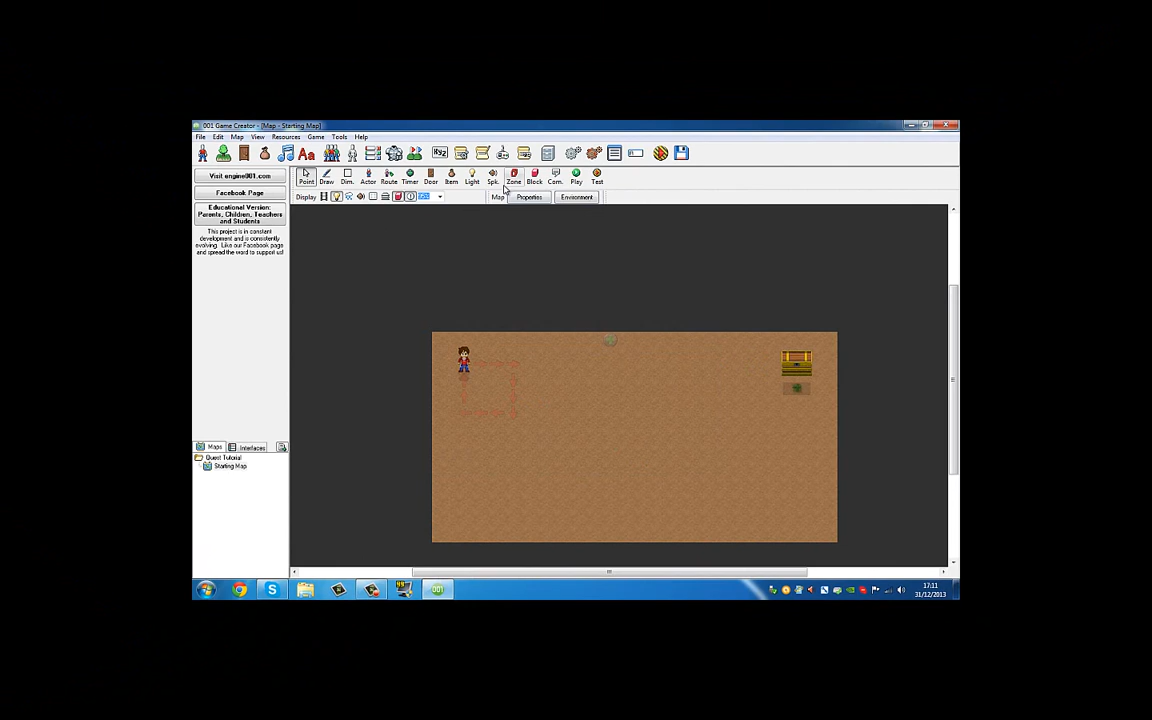 001 Game Creator - [Map - Starting Map]
File Edit Map View Resources Game Tools Help
Aa
Visit engine001.com
Point Draw Dim. Actor Route Timer Door Item Light Spk. Zone Block Com. Play Test
Facebook Page
Display Map Properties Environment
Educational Version:
Parents, Children, Teachers
and Students
This project is in constant
development and is consistently
evolving. Like our Facebook page
and spread the word to support us!
Maps Interfaces
Quest Tutorial
Starting Map
17:11
31/12/2013